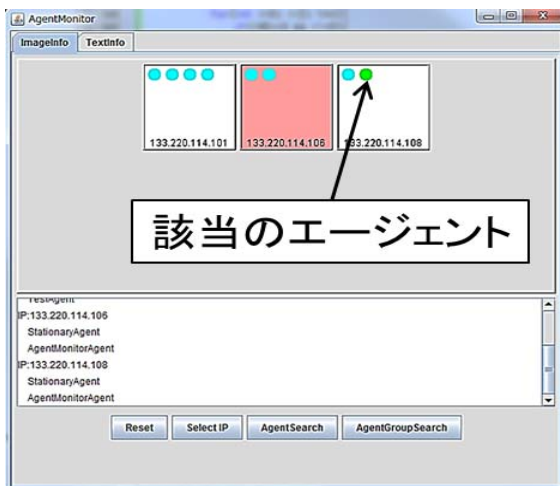 AgentMonitor
ImageInfo TextInfo
133.220.114.101 133.220.114.106 133.220.114.108
該当のエージェント
TestAgent
IP:133.220.114.106
StationaryAgent
AgentMonitorAgent
IP:133.220.114.108
StationaryAgent
AgentMonitorAgent
Reset Select IP AgentSearch AgentGroupSearch